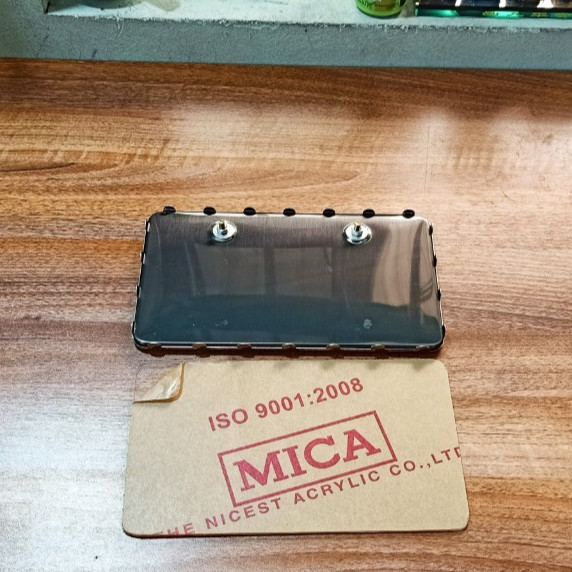 ISO 9001:2008
MICA
THE NICEST ACRYLIC CO.,LTD